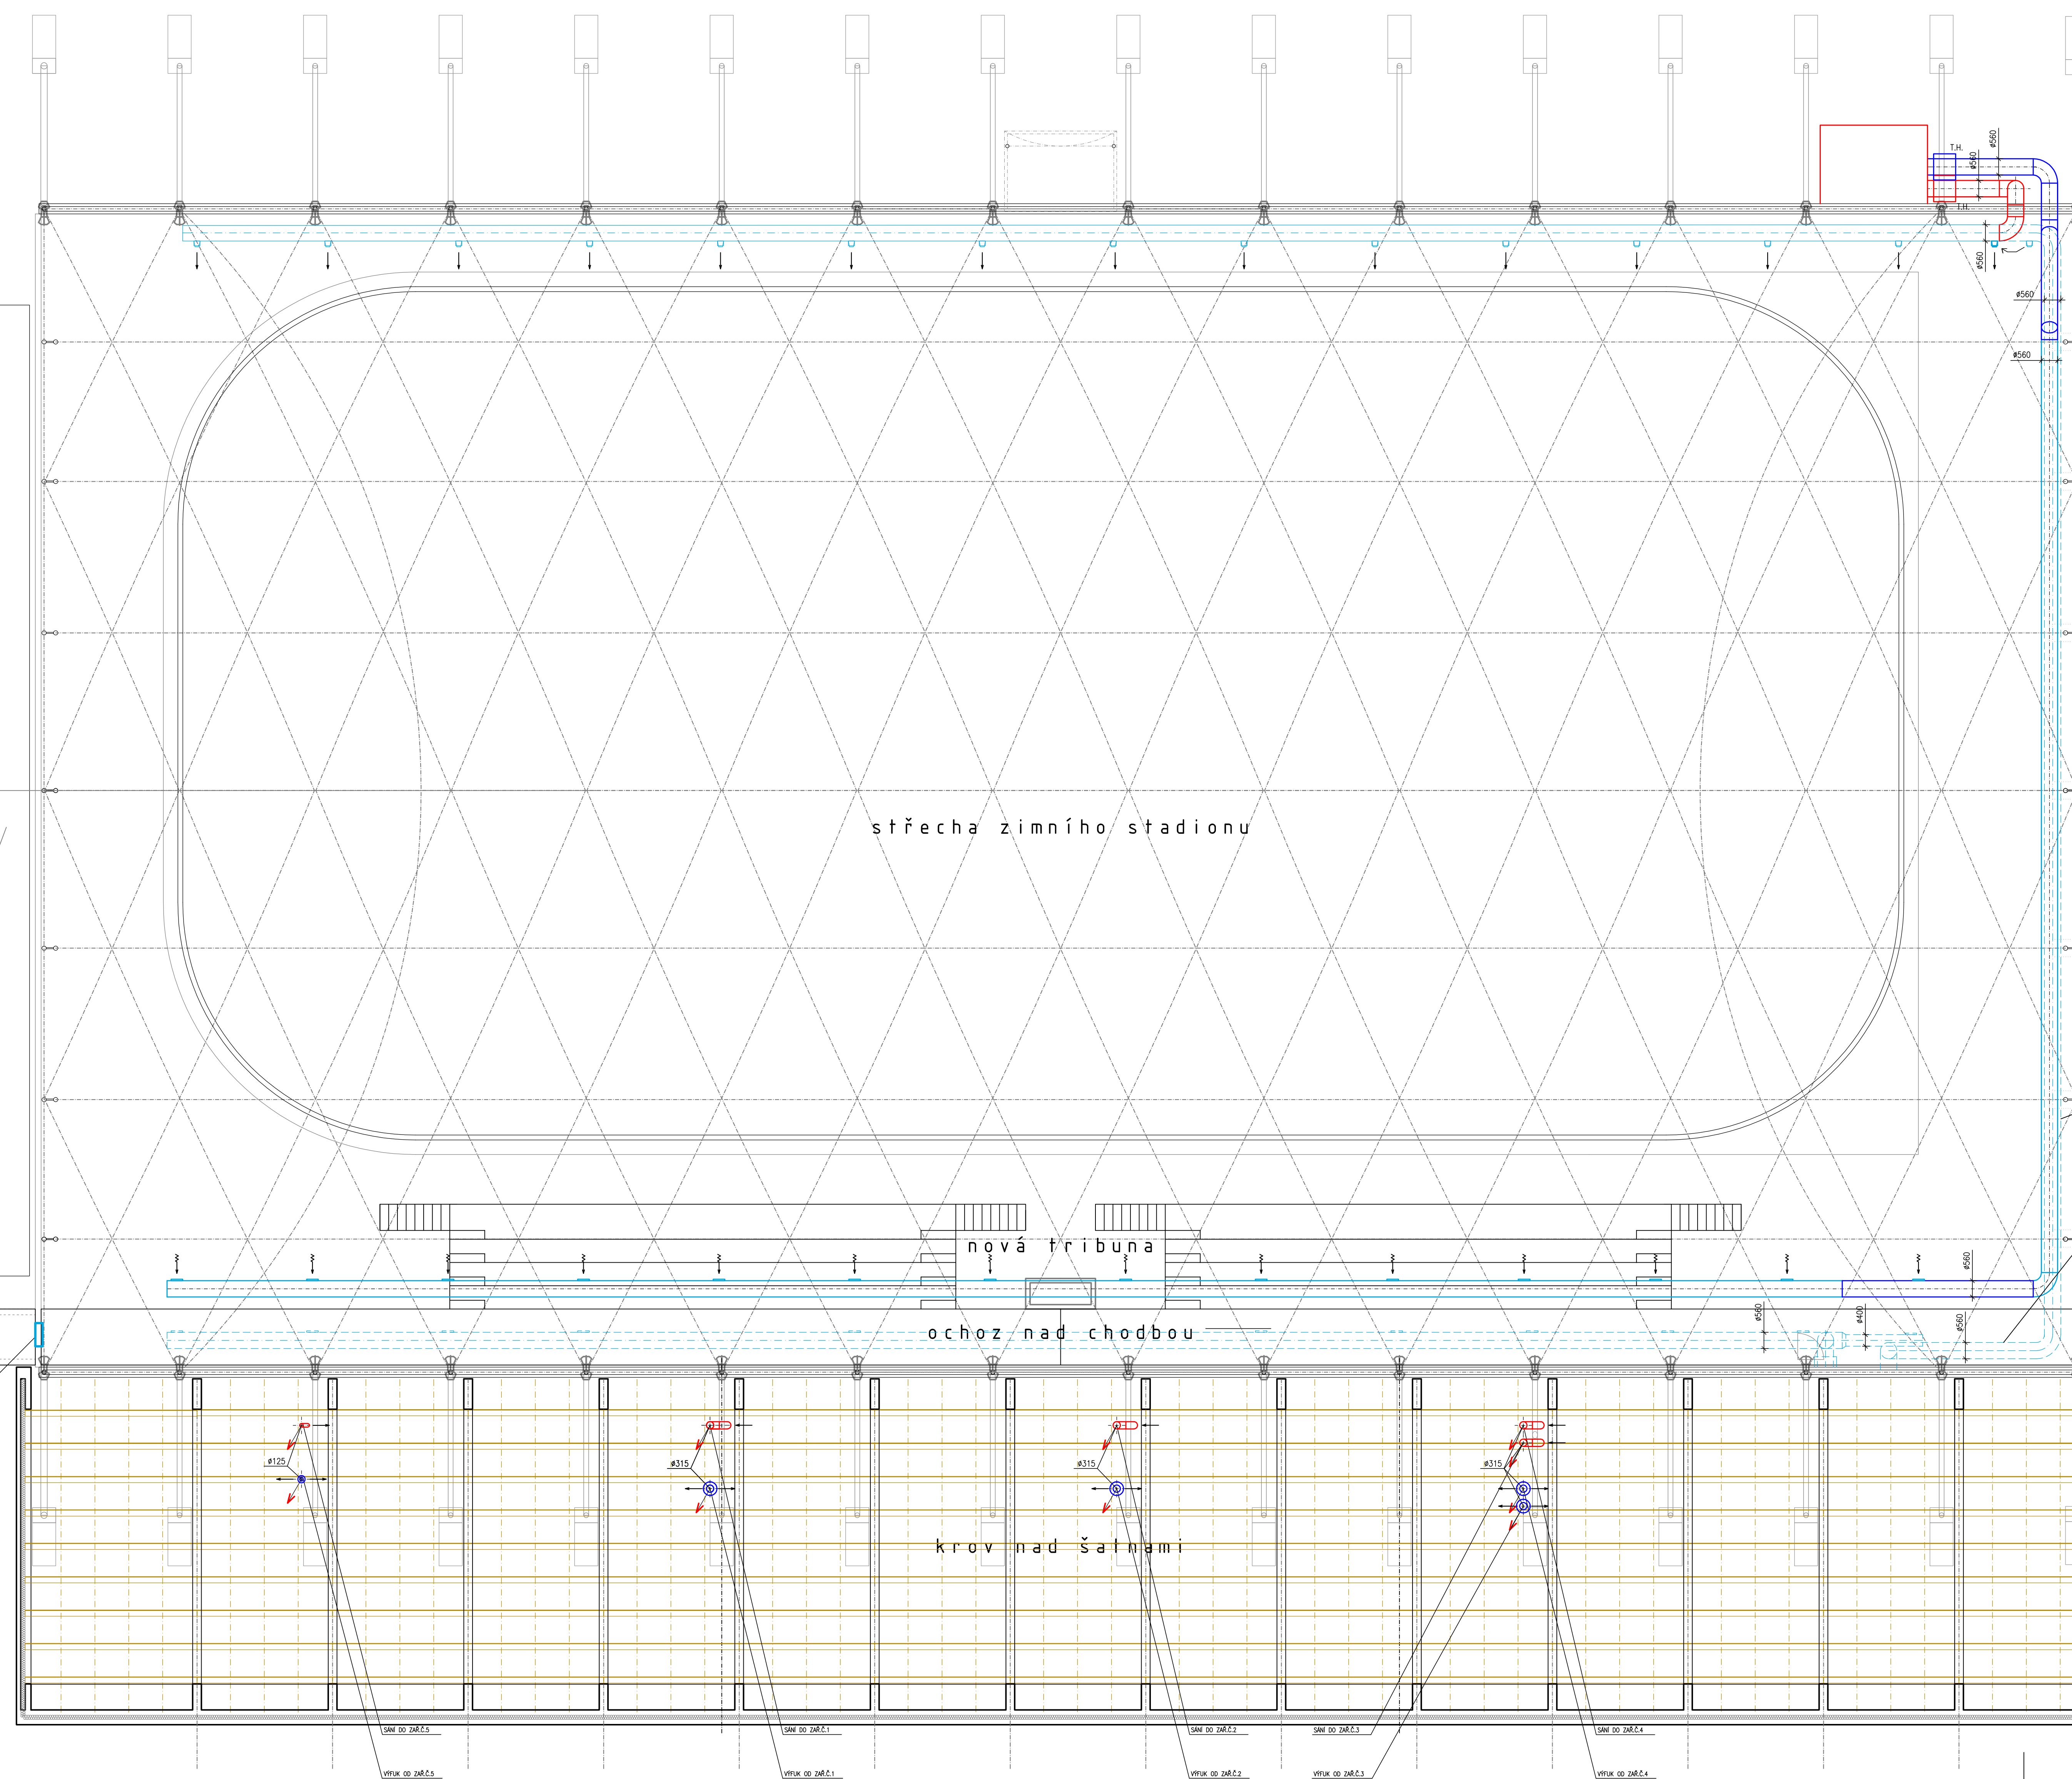 ø560
T.H.
ø560
T.H.
ø560
ø560
ø560
střecha zimního stadionu
nová tribuna
ø560
ochoz nad chodbou
ø560
ø400
ø560
ø125
ø315
ø315
ø315
krov nad šatnami
SÁNÍ DO ZAŘ.Č.5
SÁNÍ DO ZAŘ.Č.1
SÁNÍ DO ZAŘ.Č.2
SÁNÍ DO ZAŘ.Č.3
SÁNÍ DO ZAŘ.Č.4
VÝFUK OD ZAŘ.Č.5
VÝFUK OD ZAŘ.Č.1
VÝFUK OD ZAŘ.Č.2
VÝFUK OD ZAŘ.Č.3
VÝFUK OD ZAŘ.Č.4